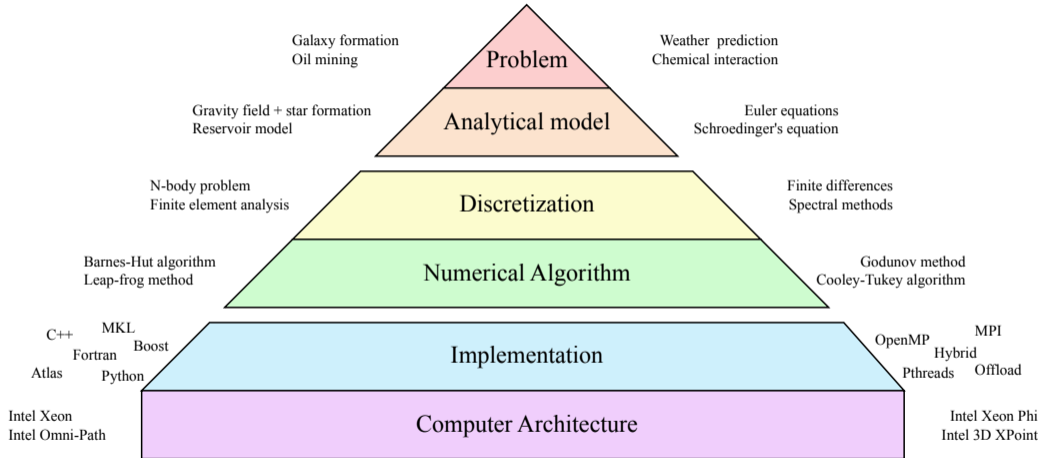 Galaxy formation
Oil mining
Problem
Weather prediction
Chemical interaction
Gravity field + star formation
Reservoir model
Analytical model
Euler equations
Schroedinger's equation
N-body problem
Finite element analysis
Discretization
Finite differences
Spectral methods
Barnes-Hut algorithm
Leap-frog method
Numerical Algorithm
Godunov method
Cooley-Tukey algorithm
C++
MKL
Fortran
Boost
Atlas
Python
Implementation
OpenMP
MPI
Hybrid
Pthreads
Offload
Intel Xeon
Intel Omni-Path
Computer Architecture
Intel Xeon Phi
Intel 3D XPoint